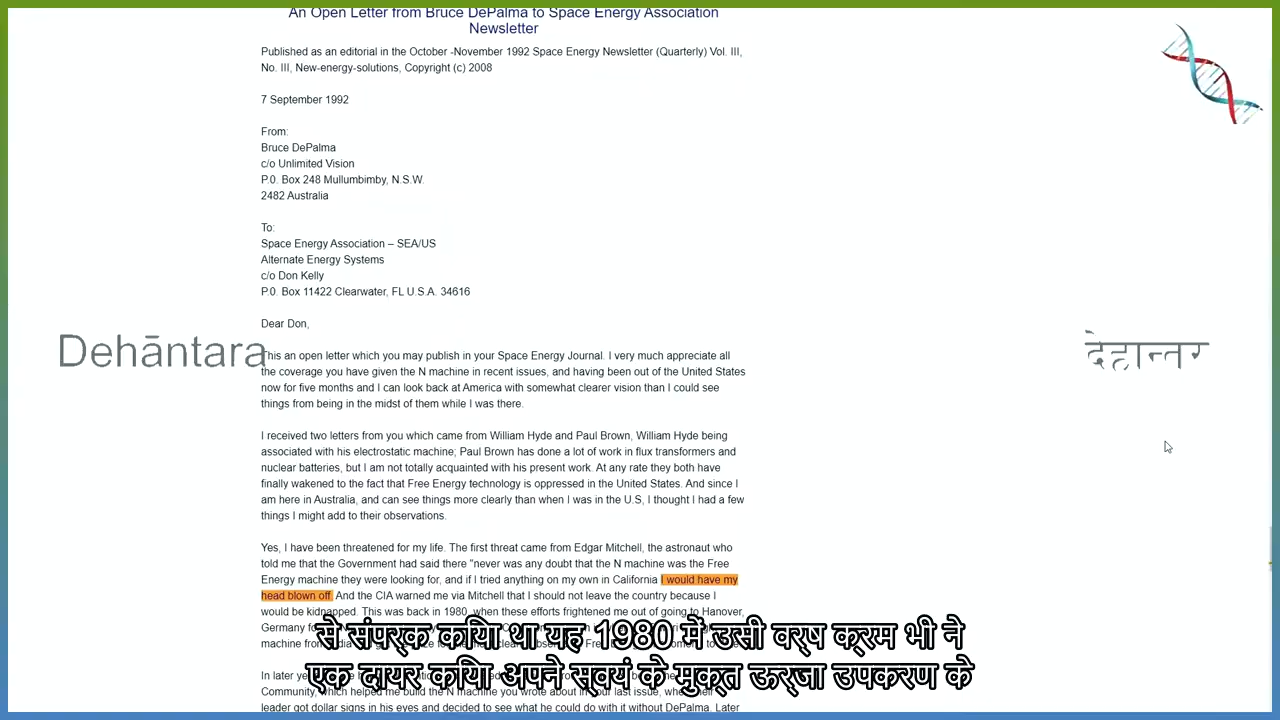 An Open Letter from Bruce DePalma to Space Energy Association
Newsletter
Published as an editorial in the October -November 1992 Space Energy Newsletter (Quarterly) Vol. III,
No. III, New-energy-solutions, Copyright (c) 2008
7 September 1992
From:
Bruce DePalma
c/o Unlimited Vision
P.0. Box 248 Mullumbimby, N.S.W.
2482 Australia
To:
Space Energy Association – SEA/US
Alternate Energy Systems
c/o Don Kelly
P.0. Box 11422 Clearwater, FL U.S.A. 34616
Dear Don,
Dehāntara
देहान्तर
This an open letter which you may publish in your Space Energy Journal. I very much appreciate all
the coverage you have given the N machine in recent issues, and having been out of the United States
now for five months and I can look back at America with somewhat clearer vision than I could see
things from being in the midst of them while I was there.
I received two letters from you which came from William Hyde and Paul Brown, William Hyde being
associated with his electrostatic machine; Paul Brown has done a lot of work in flux transformers and
nuclear batteries, but I am not totally acquainted with his present work. At any rate they both have
finally wakened to the fact that Free Energy technology is oppressed in the United States. And since I
am here in Australia, and can see things more clearly than when I was in the U.S, I thought I had a few
things I might add to their observations.
Yes, I have been threatened for my life. The first threat came from Edgar Mitchell, the astronaut who
told me that the Government had said there "never was any doubt that the N machine was the Free
Energy machine they were looking for, and if I tried anything on my own in California I would have my
head blown off. And the CIA warned me via Mitchell that I should not leave the country because I
would be kidnapped. This was back in 1980, when these efforts frightened me out of going to Hanover,
Germany
machine from
In later
Community, which helped me build the N machine you wrote about in your last issue, when their
leader got dollar signs in his eyes and decided to see what he could do with it without DePalma. Later
से संपर्क किया था यह 1980 में उसी वर्ष क्रम भी ने
एक दायर किया अपने स्वयं के मुक्त ऊर्जा उपकरण के